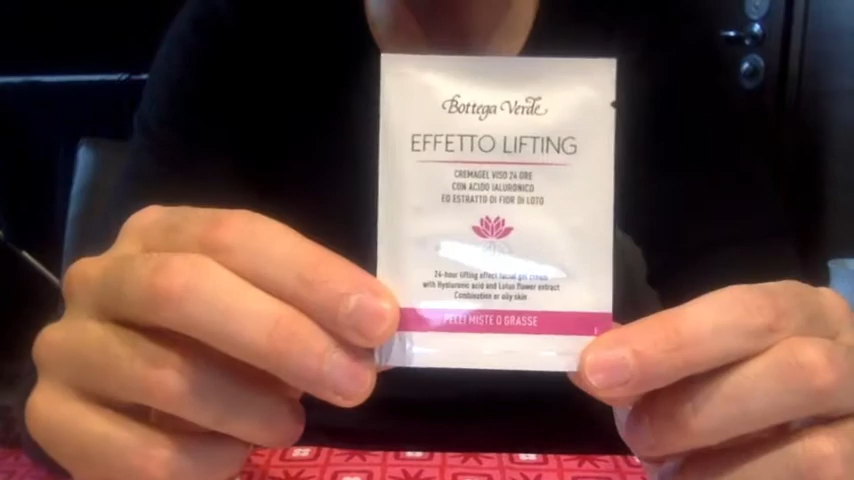 Bottega Verde
EFFETTO LIFTING
CREMAGEL VISO 24 ORE
CON ACIDO IALURONICO
ED ESTRATTO DI FIOR DI LOTO
24-hour lifting effect facial gel cream
with Hyaluronic acid and Lotus flower extract
Combination or oily skin
PELLI MISTE O GRASSE